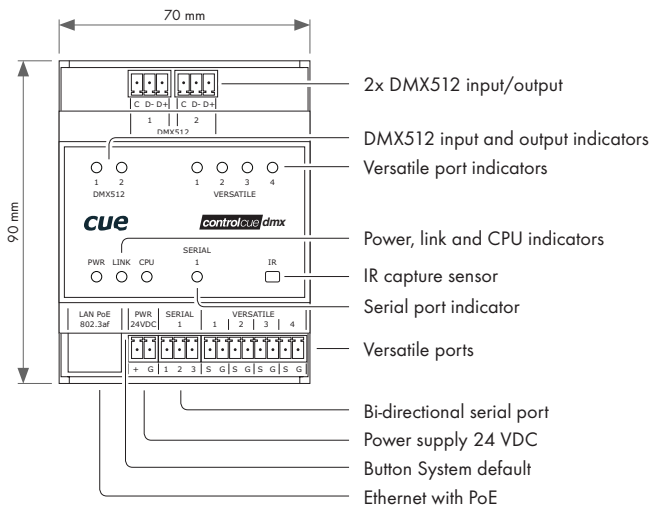 70 mm
90 mm
C D- D+ C D- D+
1 2
DMX512
2x DMX512 input/output
DMX512 input and output indicators
Versatile port indicators
1 2 1 2 3 4
DMX512 VERSATILE
cue controlcue dmx
Power, link and CPU indicators
SERIAL
PWR LINK CPU 1 IR
IR capture sensor
Serial port indicator
LAN PoE PWR SERIAL VERSATILE
802.3af 24VDC 1 1 2 3 4
Versatile ports
+ G 1 2 3 S G S G S G S G
Bi-directional serial port
Power supply 24 VDC
Button System default
Ethernet with PoE